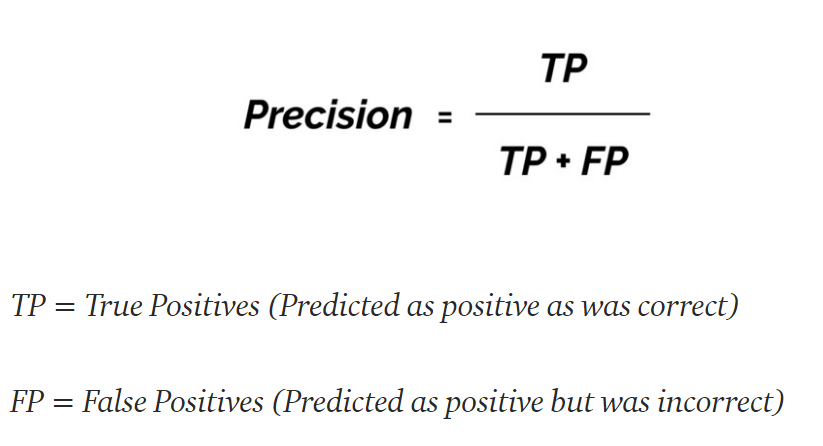 TP
Precision =
TP + FP
TP = True Positives (Predicted as positive as was correct)
FP = False Positives (Predicted as positive but was incorrect)